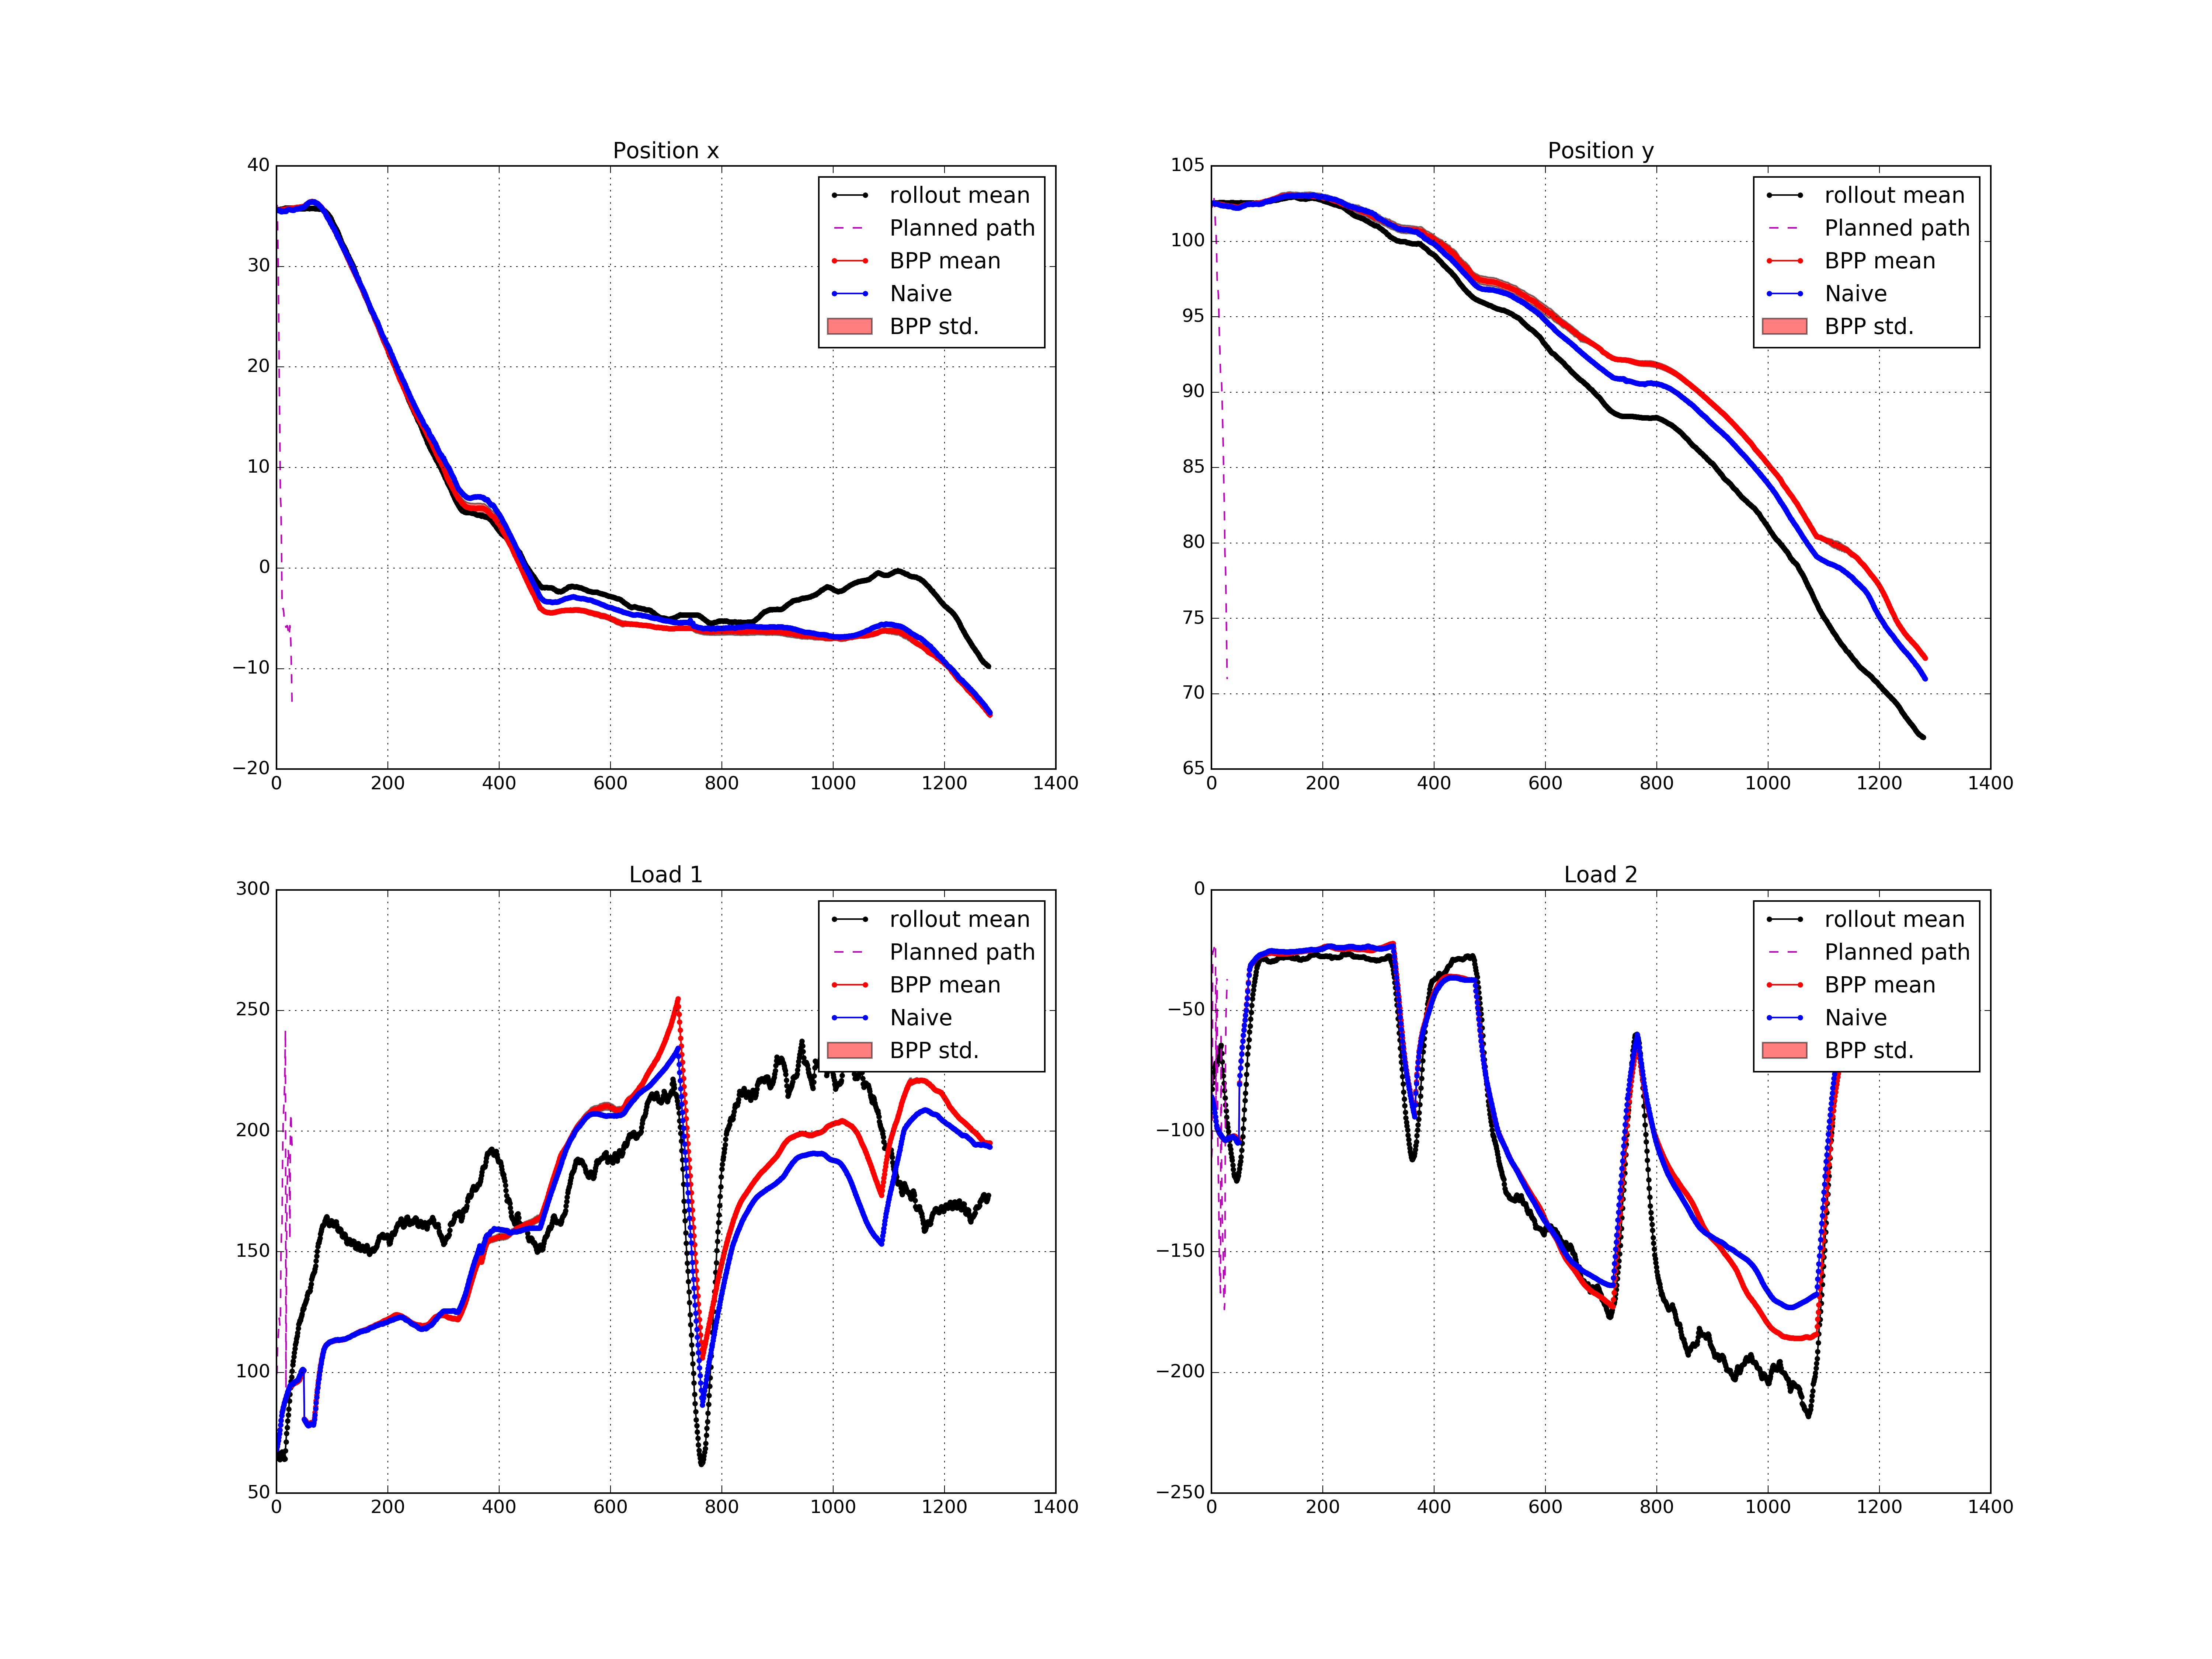 Position x
40
30
20
10
0
−10
−20
0 200 400 600 800 1000 1200 1400
rollout mean
Planned path
BPP mean
Naive
BPP std.
Position y
105
100
95
90
85
80
75
70
65
0 200 400 600 800 1000 1200 1400
rollout mean
Planned path
BPP mean
Naive
BPP std.
Load 1
300
250
200
150
100
50
0 200 400 600 800 1000 1200 1400
rollout mean
Planned path
BPP mean
Naive
BPP std.
Load 2
0
−50
−100
−150
−200
−250
0 200 400 600 800 1000 1200 1400
rollout mean
Planned path
BPP mean
Naive
BPP std.